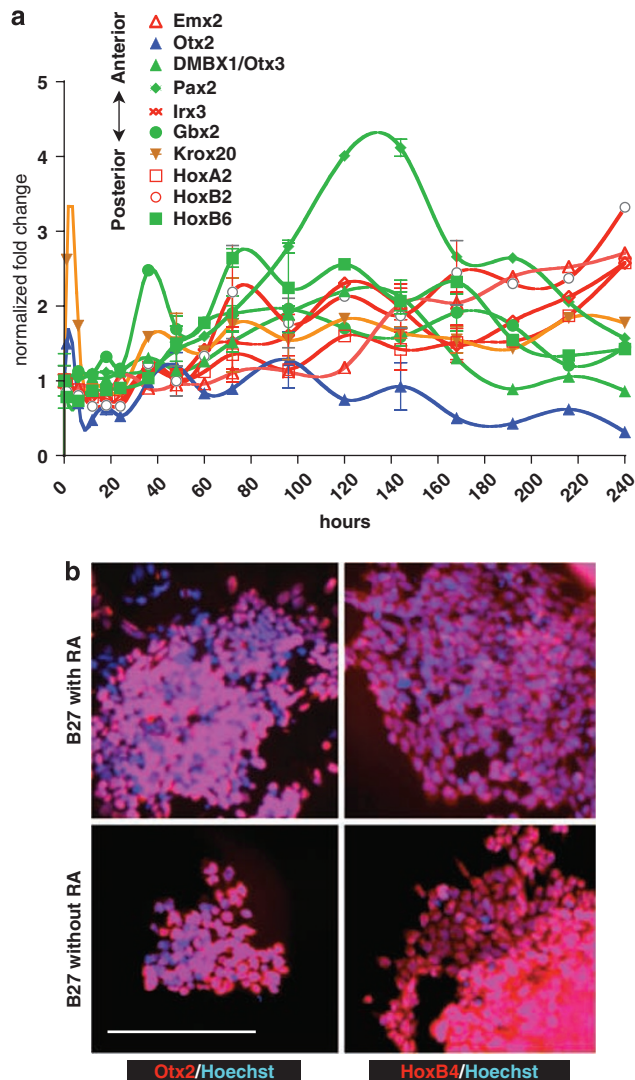 a
Emx2
Otx2
DMBX1/Otx3
Pax2
Irx3
Gbx2
Krox20
HoxA2
HoxB2
HoxB6
Posterior
Anterior
normalized fold change
5
4
3
2
1
0
0
20
40
60
80
100
120
140
160
180
200
220
240
hours
b
B27 with RA
B27 without RA
Otx2/Hoechst
HoxB4/Hoechst